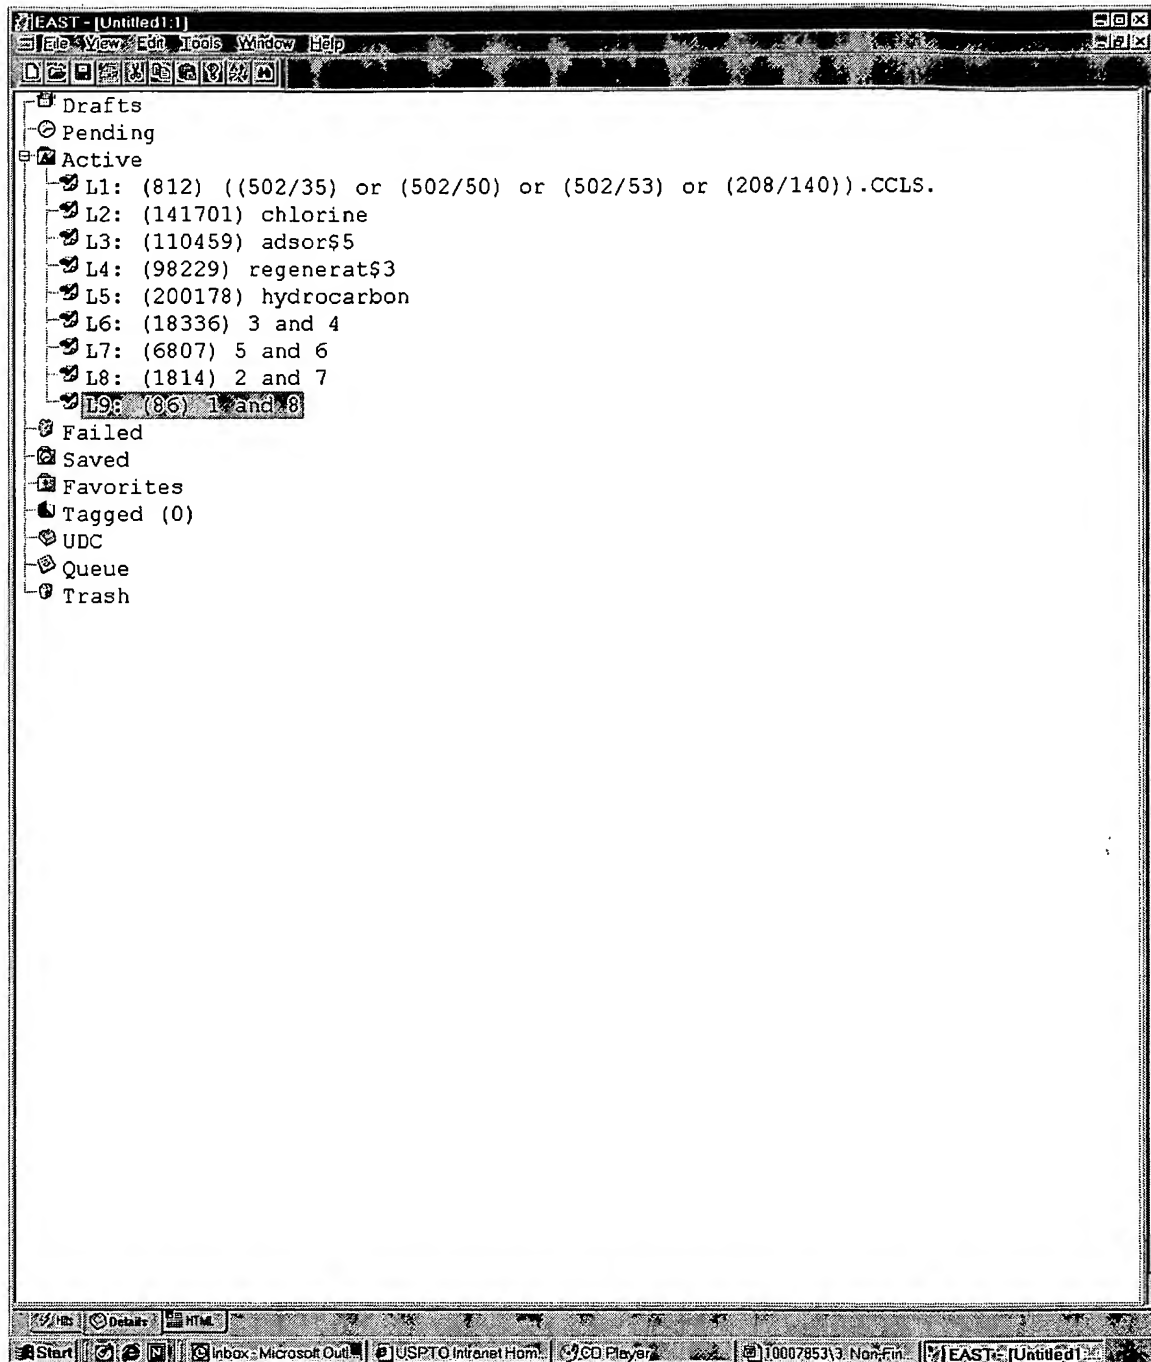 EAST - [Untitled1:1]
File View Edit Tools Window Help
Drafts
Pending
Active
L1: (812) ((502/35) or (502/50) or (502/53) or (208/140)).CCLS.
L2: (141701) chlorine
L3: (110459) adsor$5
L4: (98229) regenerat$3
L5: (200178) hydrocarbon
L6: (18336) 3 and 4
L7: (6807) 5 and 6
L8: (1814) 2 and 7
L9: (86) 1 and 8
Failed
Saved
Favorites
Tagged (0)
UDC
Queue
Trash
Hits Details HTML
Start Inbox - Microsoft Outl... USPTO Intranet Hom... CD Player 10007853\3. Non-Fin... EAST - [Untitled1:...